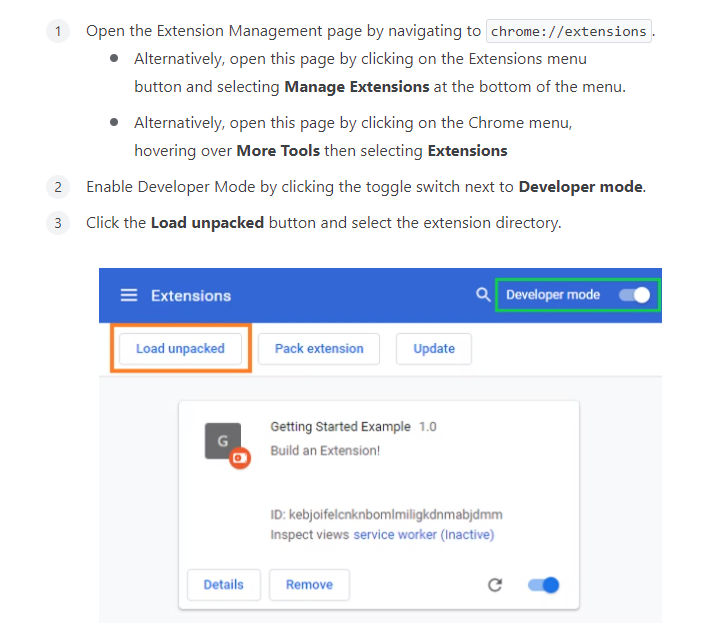 1 Open the Extension Management page by navigating to chrome://extensions.
Alternatively, open this page by clicking on the Extensions menu
button and selecting Manage Extensions at the bottom of the menu.
Alternatively, open this page by clicking on the Chrome menu,
hovering over More Tools then selecting Extensions
2 Enable Developer Mode by clicking the toggle switch next to Developer mode.
3 Click the Load unpacked button and select the extension directory.
Extensions Developer mode
Load unpacked Pack extension Update
G
Getting Started Example 1.0
Build an Extension!
ID: kebjoifelcnknbomlmiligkdnmabjdmm
Inspect views service worker (Inactive)
Details Remove